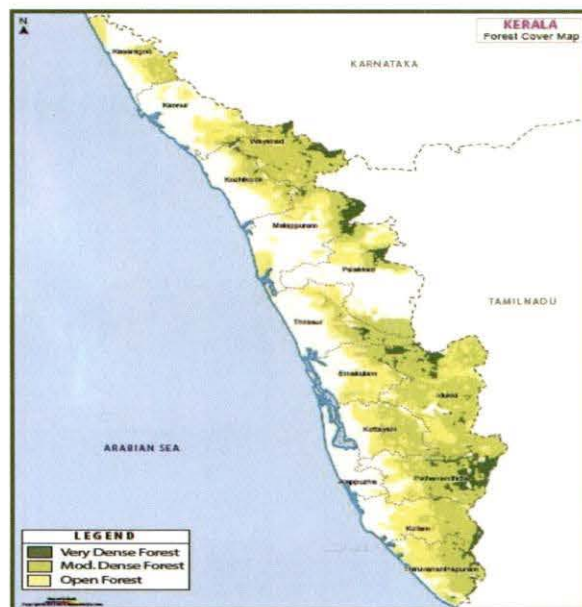 N
KERALA
Forest Cover Map
KARNATAKA
Kasaragod
Kannur
Wayanad
Kozhikode
Malappuram
Palakkad
TAMILNADU
Thrissur
Ernakulam
Idukki
Kottayam
ARABIAN SEA
Alappuzha
Pathanamthitta
Kollam
Thiruvananthapuram
LEGEND
Very Dense Forest
Mod. Dense Forest
Open Forest